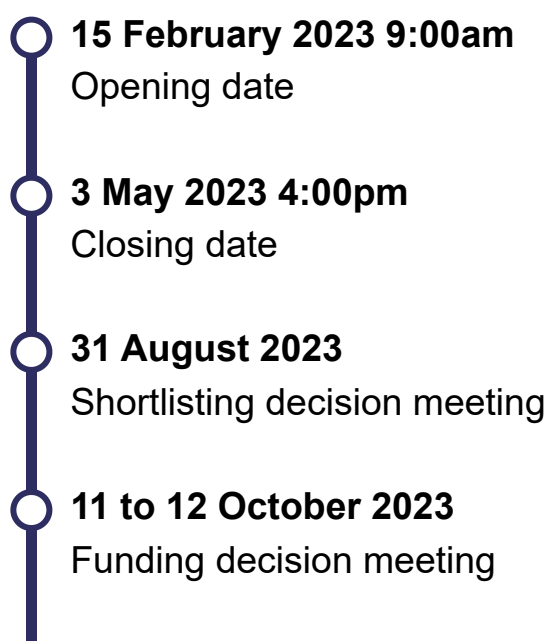 15 February 2023 9:00am
Opening date
3 May 2023 4:00pm
Closing date
31 August 2023
Shortlisting decision meeting
11 to 12 October 2023
Funding decision meeting